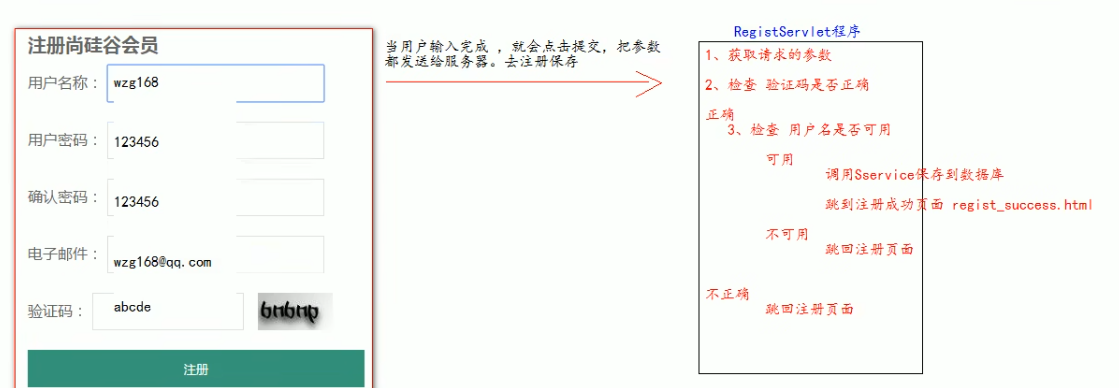 注册尚硅谷会员
用户名称：
wzg168
用户密码：
123456
确认密码：
123456
电子邮件：
wzg168@qq.com
验证码：
abcde
6n6np
注册
当用户输入完成 ，就会点击提交，把参数
都发送给服务器。去注册保存
RegistServlet程序
1、获取请求的参数
2、检查 验证码是否正确
正确
3、检查 用户名是否可用
可用
调用Sservice保存到数据库
跳到注册成功页面 regist_success.html
不可用
跳回注册页面
不正确
跳回注册页面